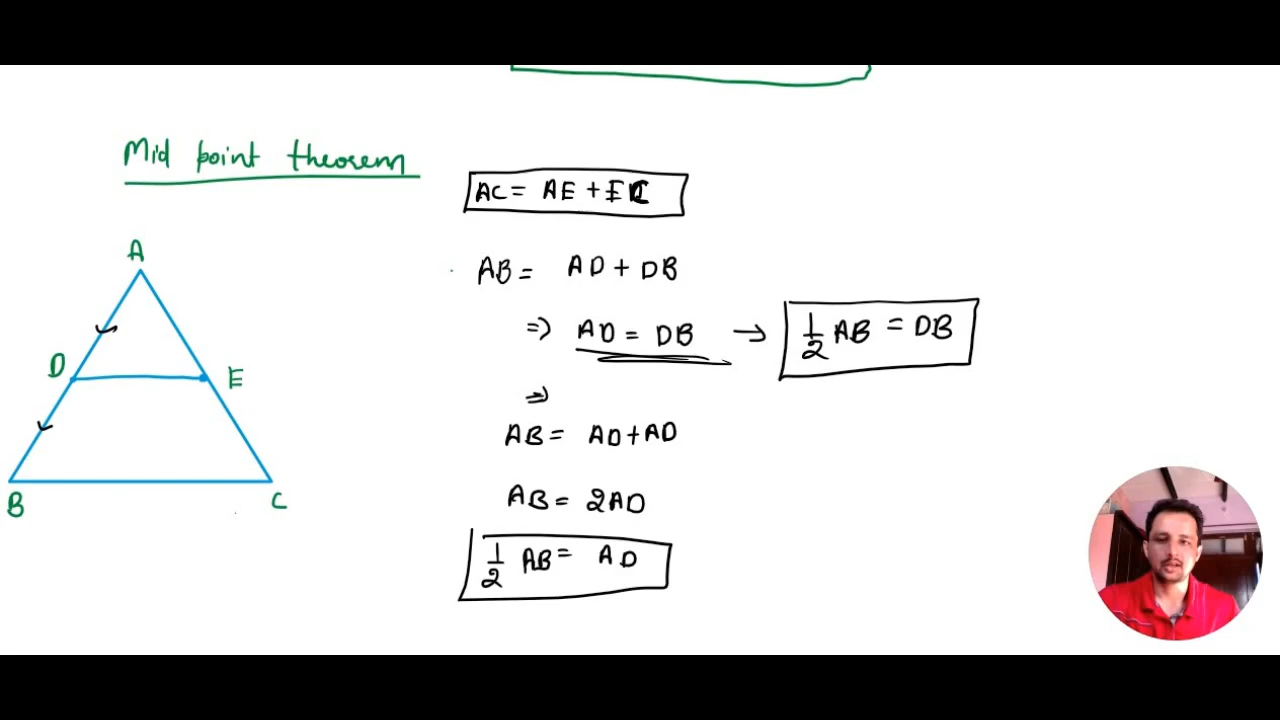 Mid point theorem
AC = AE + EC
A
AB = AD + DB
=> AD = DB → 1/2 AB = DB
D E
=>
AB = AD+AD
B C
AB = 2AD
1/2 AB = AD